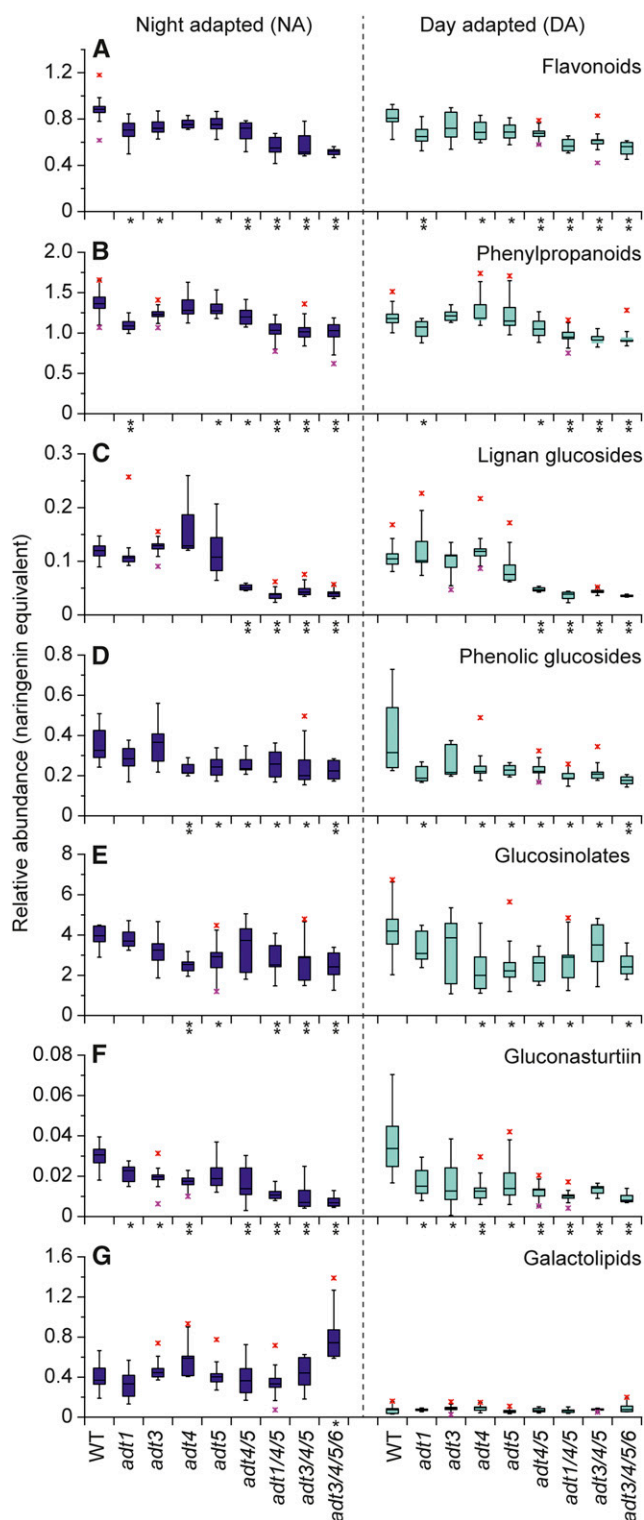 Night adapted (NA) Day adapted (DA)
Relative abundance (naringenin equivalent)
A Flavonoids
1.2
0.8
0.4
0
* * * ** ** ** ** ** * * ** ** ** **
B Phenylpropanoids
2.0
1.5
1.0
0.5
0
** * * ** ** ** * * ** ** **
C Lignan glucosides
0.3
0.2
0.1
0
** ** ** ** ** ** ** **
D Phenolic glucosides
0.8
0.6
0.4
0.2
0
** * * * * ** * * * * * * **
E Glucosinolates
8
6
4
2
0
** * ** * ** * * * * *
F Gluconasturtiin
0.08
0.06
0.04
0.02
0
* * ** ** ** ** * * * * ** ** * **
G Galactolipids
1.6
1.2
0.8
0.4
0
*
WT adt1 adt3 adt4 adt5 adt4/5 adt1/4/5 adt3/4/5 adt3/4/5/6 WT adt1 adt3 adt4 adt5 adt4/5 adt1/4/5 adt3/4/5 adt3/4/5/6